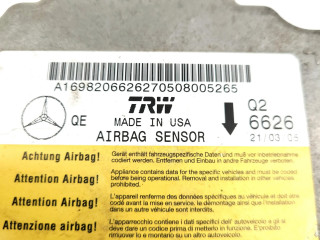 A16982066262705080005265
TRW
QE MADE IN USA Q2
AIRBAG SENSOR 6626
21/03 05
Achtung Airbag! Gerät enthält fahrzeugspezifische Daten und muß vor Inbetriebnahme
codiert werden. Entfernen und Einbau in andere Fahrzeuge verboten.
Attention Airbag! Appliance contains data for the specific vehicle and must be coded
before being operated. Removal and installation in other vehicles
prohibited.
Attention Airbag! L'appareil renferme des données spécifiques au véhicule et doit être
codé avant la mise en service. Le démontage ainsi que l'installation
dans un autre véhicule sont interdits.
Attenzione airbag! L'apparecchio contiene i dati specifici dell' autoveicolo e gli si
deve dare un codice prima di metterlo in funzione. È proibito
rimuoverlo e montarlo su un altro autoveicolo.